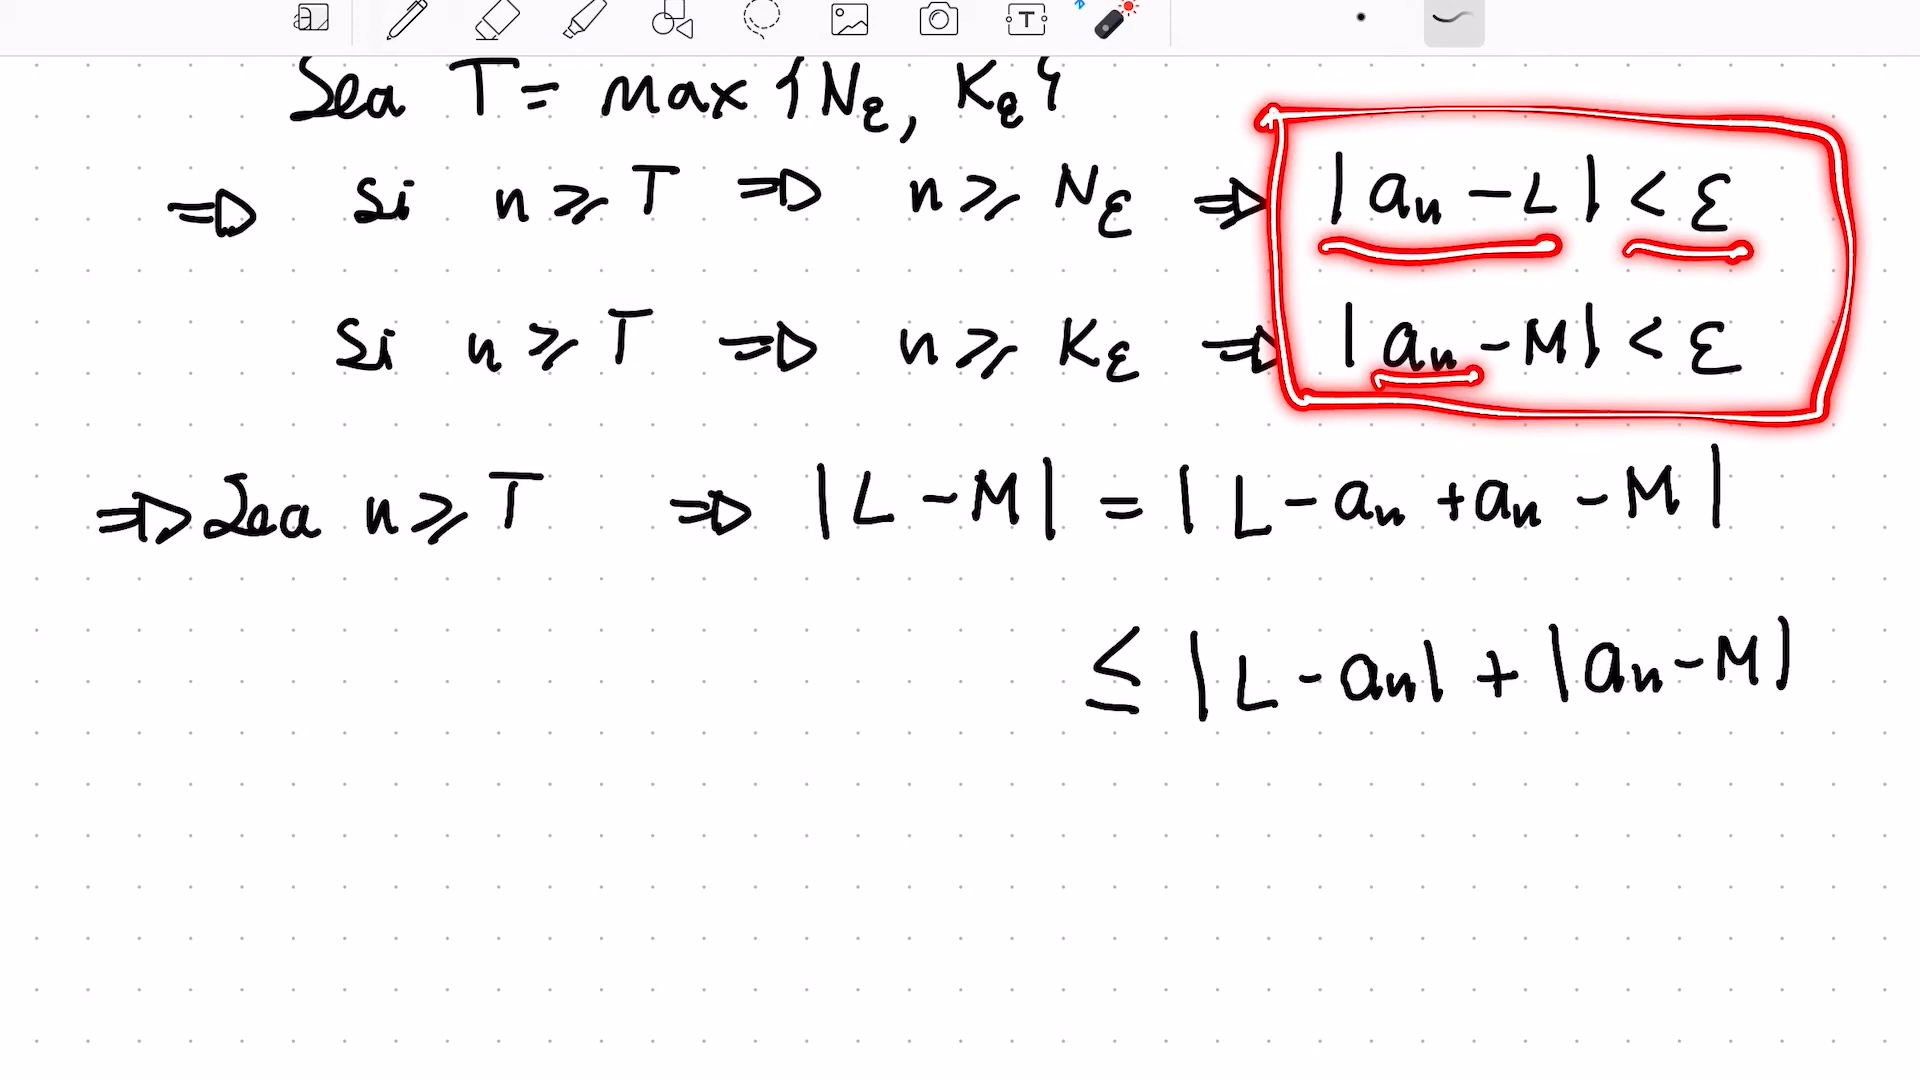 Sea T = max {N_ε, K_ε}
⇒ Si n ≥ T ⇒ n ≥ N_ε ⇒ |a_n - L| < ε
Si n ≥ T ⇒ n ≥ K_ε ⇒ |a_n - M| < ε
⇒ Sea n ≥ T ⇒ |L - M| = |L - a_n + a_n - M|
≤ |L - a_n| + |a_n - M|